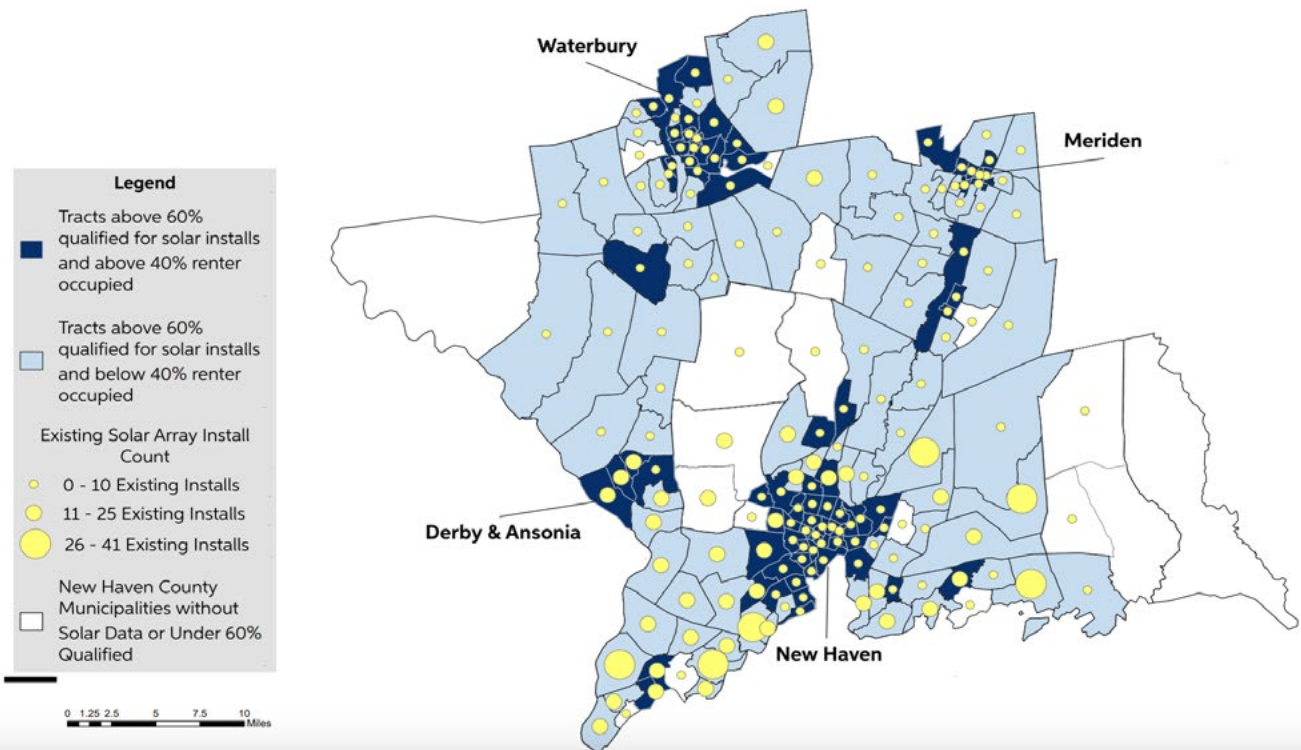 Waterbury
Meriden
Legend
Tracts above 60%
qualified for solar installs
and above 40% renter
occupied
Tracts above 60%
qualified for solar installs
and below 40% renter
occupied
Existing Solar Array Install
Count
0 - 10 Existing Installs
11 - 25 Existing Installs
26 - 41 Existing Installs
New Haven County
Municipalities without
Solar Data or Under 60%
Qualified
Derby & Ansonia
New Haven
0 1.25 2.5 5 7.5 10
Miles